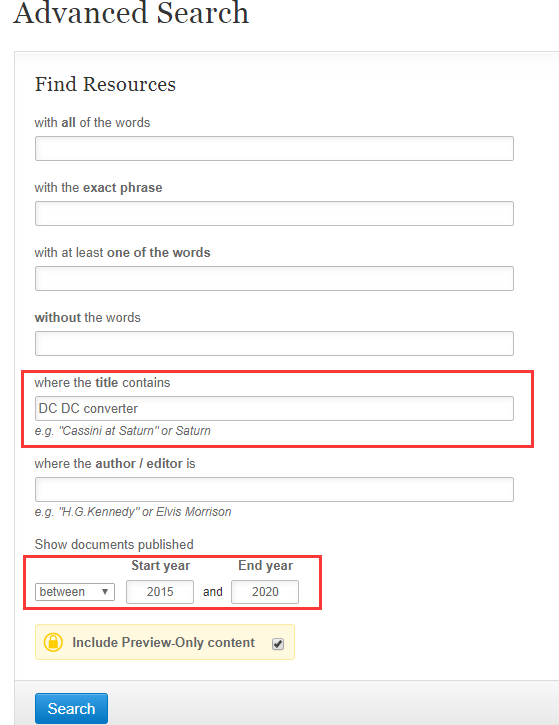 Advanced Search
Find Resources
with all of the words
with the exact phrase
with at least one of the words
without the words
where the title contains
DC DC converter
e.g. "Cassini at Saturn" or Saturn
where the author / editor is
e.g. "H.G.Kennedy" or Elvis Morrison
Show documents published
Start year End year
between 2015 and 2020
Include Preview-Only content
Search